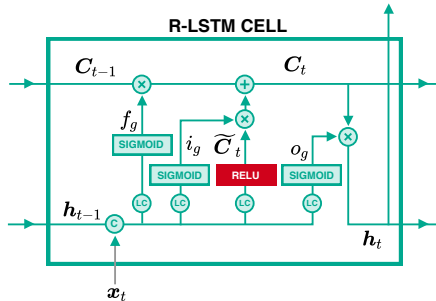 R-LSTM CELL
C_{t-1} C_t
× +
f_g i_g \widetilde{C}_t × o_g ×
SIGMOID
SIGMOID RELU SIGMOID
LC LC LC LC
h_{t-1} C h_t
x_t